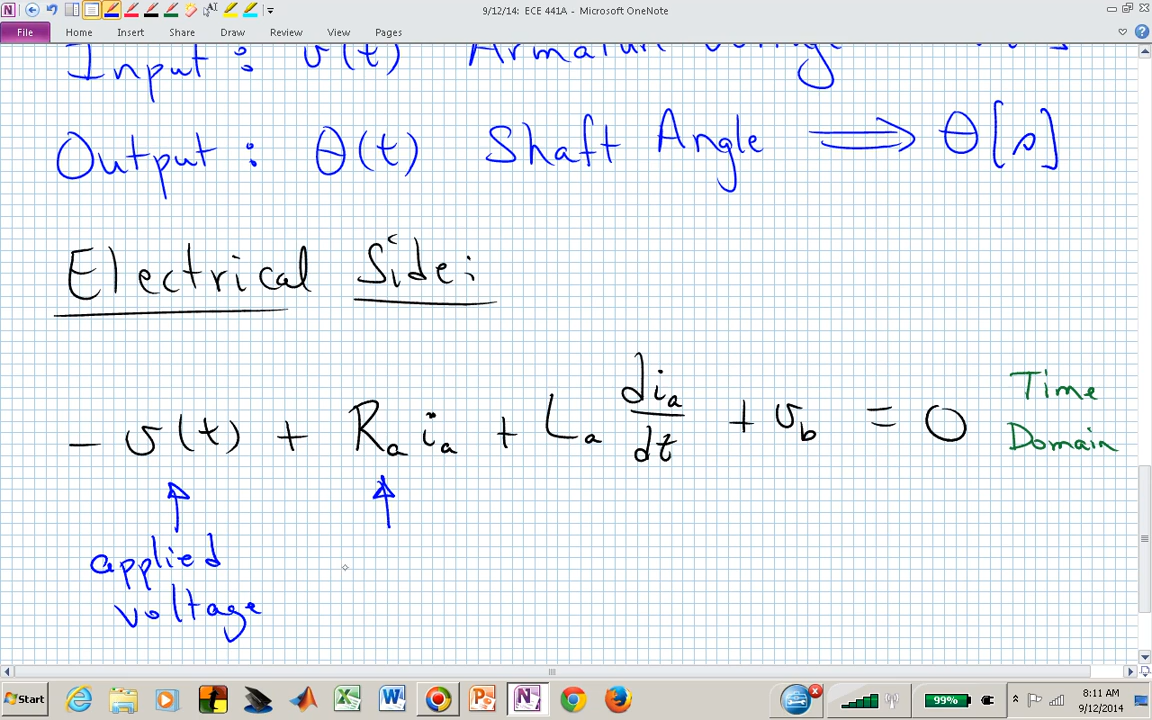 9/12/14: ECE 441A - Microsoft OneNote
File Home Insert Share Draw Review View Pages
Input : v(t) Armature
Output : θ(t) Shaft Angle ⟹ θ[s]
Electrical Side:
- v(t) + Rₐ iₐ + Lₐ diₐ/dt + v_b = 0 Time Domain
applied
voltage
Start 99% 8:11 AM
9/12/2014